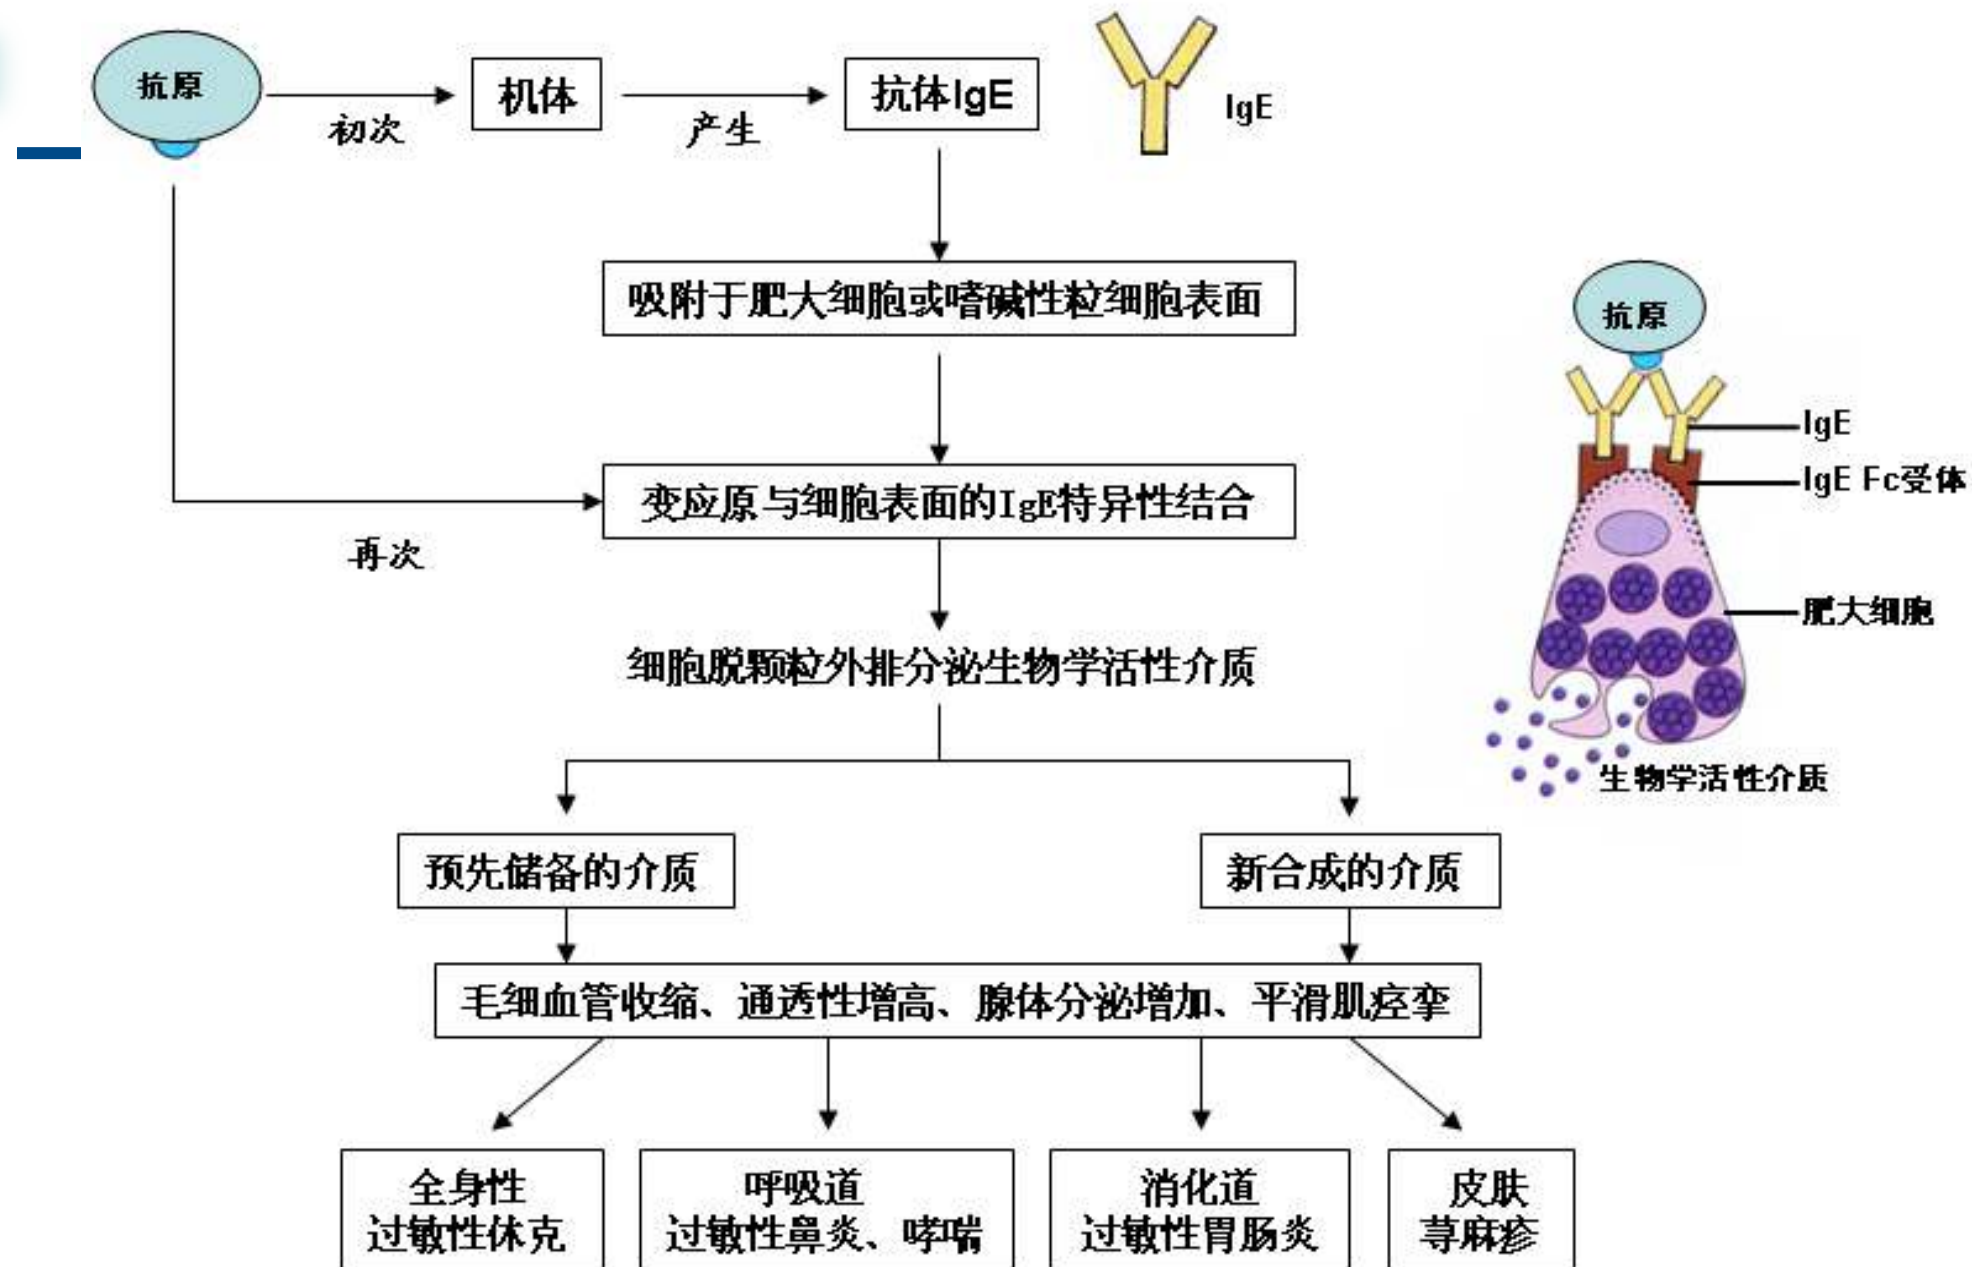 抗原
初次
机体
产生
抗体IgE
IgE
吸附于肥大细胞或嗜碱性粒细胞表面
变应原与细胞表面的IgE特异性结合
再次
细胞脱颗粒外排分泌生物学活性介质
预先储备的介质
新合成的介质
毛细血管收缩、通透性增高、腺体分泌增加、平滑肌痉挛
全身性
过敏性休克
呼吸道
过敏性鼻炎、哮喘
消化道
过敏性胃肠炎
皮肤
荨麻疹
抗原
IgE
IgE Fc受体
肥大细胞
生物学活性介质